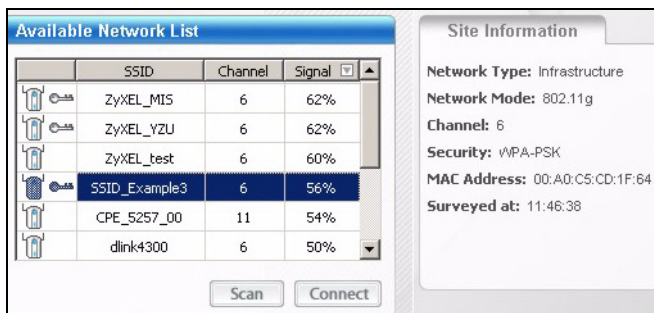 Available Network List
SSID Channel Signal
ZyXEL_MIS 6 62%
ZyXEL_YZU 6 62%
ZyXEL_test 6 60%
SSID_Example3 6 56%
CPE_5257_00 11 54%
dlink4300 6 50%
Scan Connect
Site Information
Network Type: Infrastructure
Network Mode: 802.11g
Channel: 6
Security: WPA-PSK
MAC Address: 00:A0:C5:CD:1F:64
Surveyed at: 11:46:38